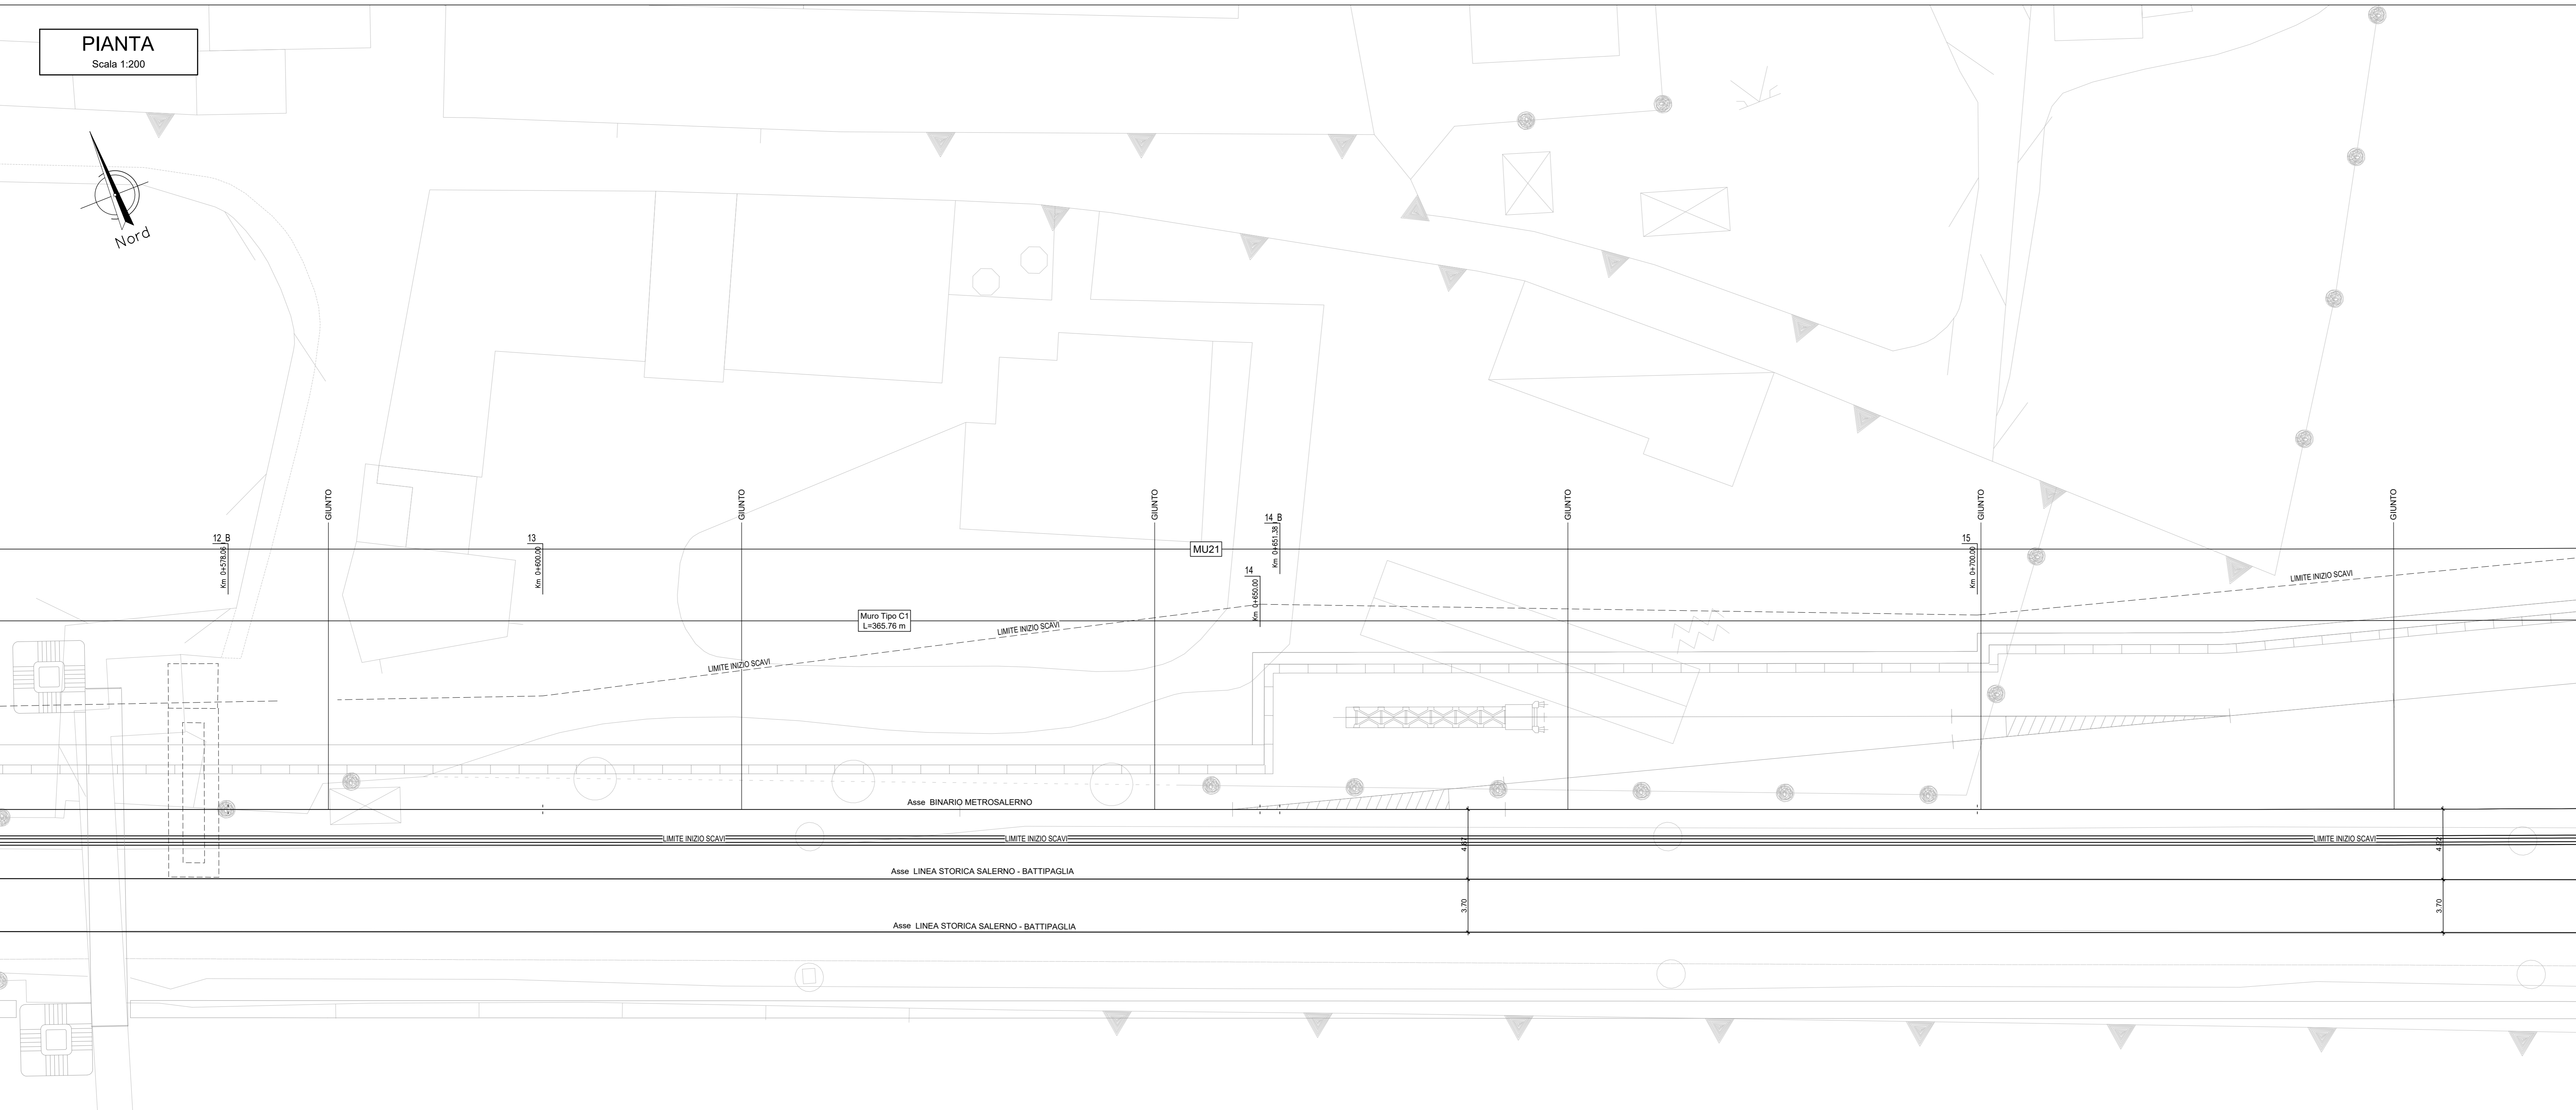 PIANTA
Scala 1:200
Nord
GIUNTO
GIUNTO
GIUNTO
GIUNTO
GIUNTO
GIUNTO
12_B
Km 0+578.06
13
Km 0+600.00
14_B
Km 0+651.38
14
Km 0+650.00
15
Km 0+700.00
MU21
Muro Tipo C1
L=365.76 m
LIMITE INIZIO SCAVI
LIMITE INIZIO SCAVI
LIMITE INIZIO SCAVI
Asse BINARIO METROSALERNO
LIMITE INIZIO SCAVI
LIMITE INIZIO SCAVI
LIMITE INIZIO SCAVI
4.87
4.92
Asse LINEA STORICA SALERNO - BATTIPAGLIA
3.70
3.70
Asse LINEA STORICA SALERNO - BATTIPAGLIA